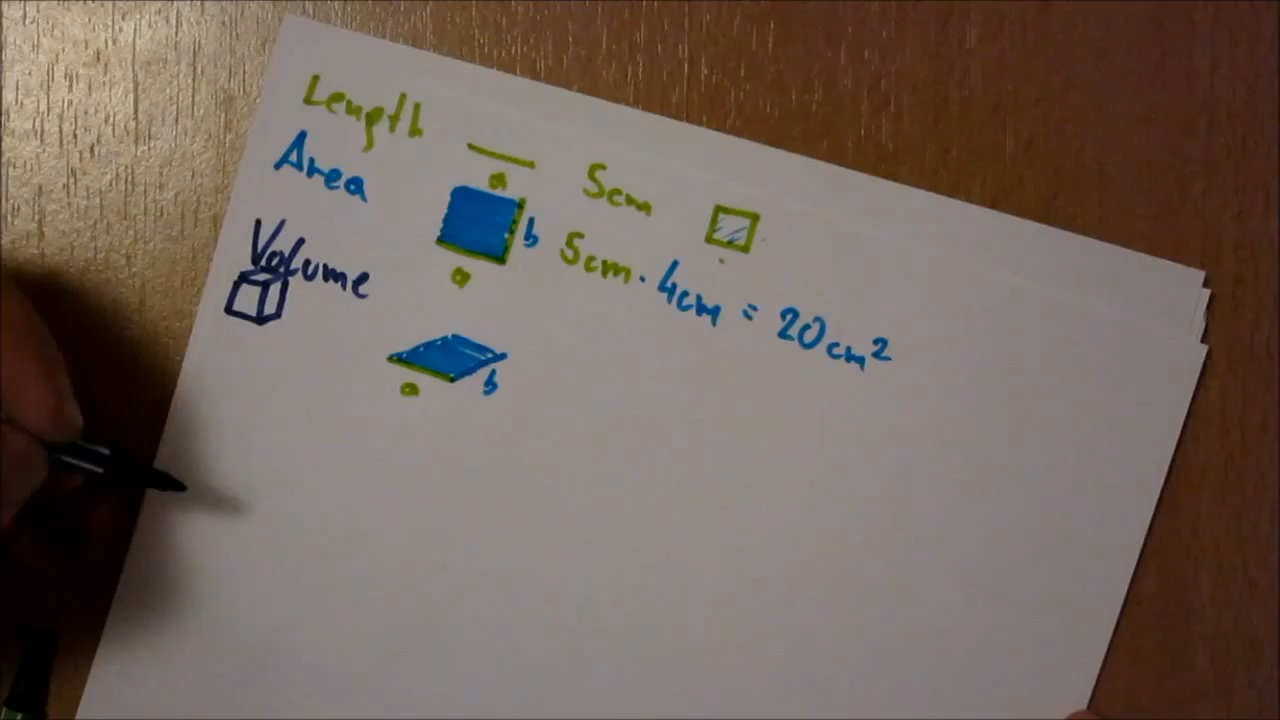 Length
a
5cm
Area
b
a
5cm · 4cm = 20cm²
Volume
a
b